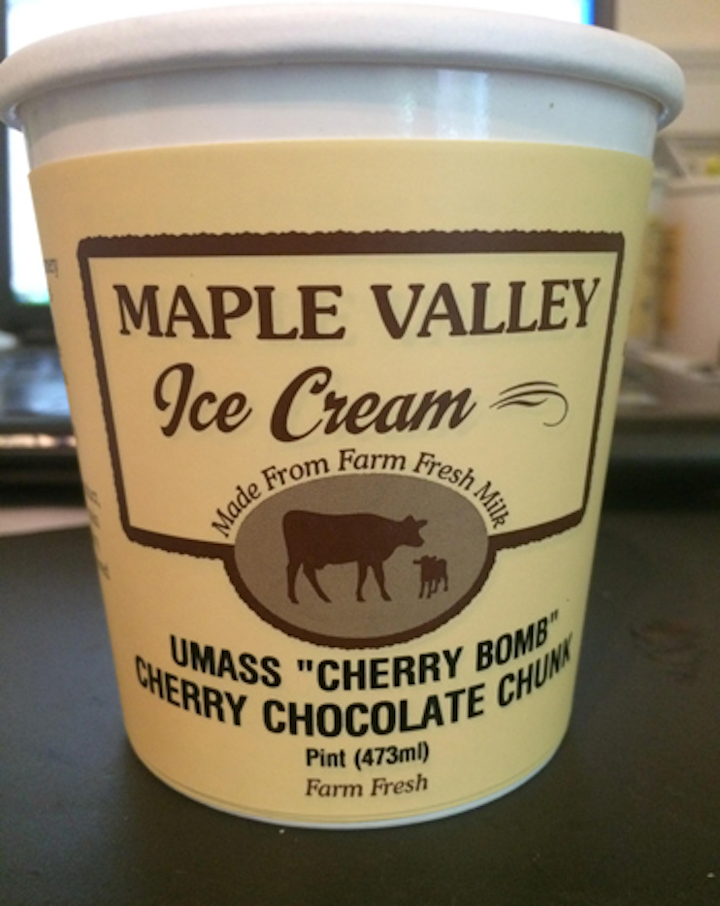 MAPLE VALLEY
Ice Cream
Made From Farm Fresh Milk
UMASS "CHERRY BOMB"
CHERRY CHOCOLATE CHUNK
Pint (473ml)
Farm Fresh